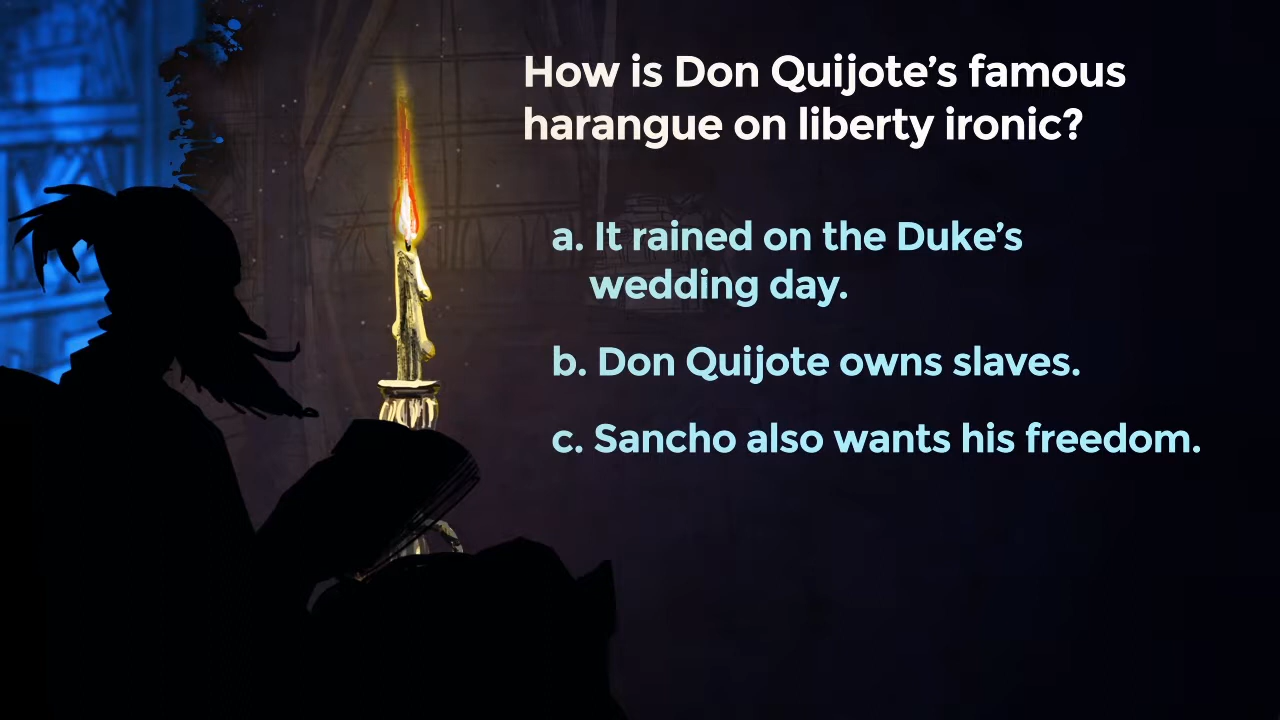 How is Don Quijote’s famous
harangue on liberty ironic?
a. It rained on the Duke’s
wedding day.
b. Don Quijote owns slaves.
c. Sancho also wants his freedom.